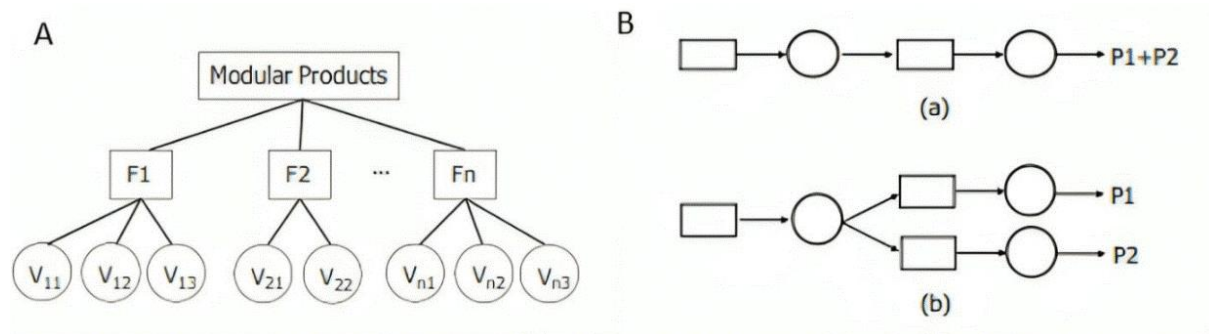 A
Modular Products
F1 F2 ... Fn
V11 V12 V13 V21 V22 Vn1 Vn2 Vn3
B
P1+P2
(a)
P1
P2
(b)